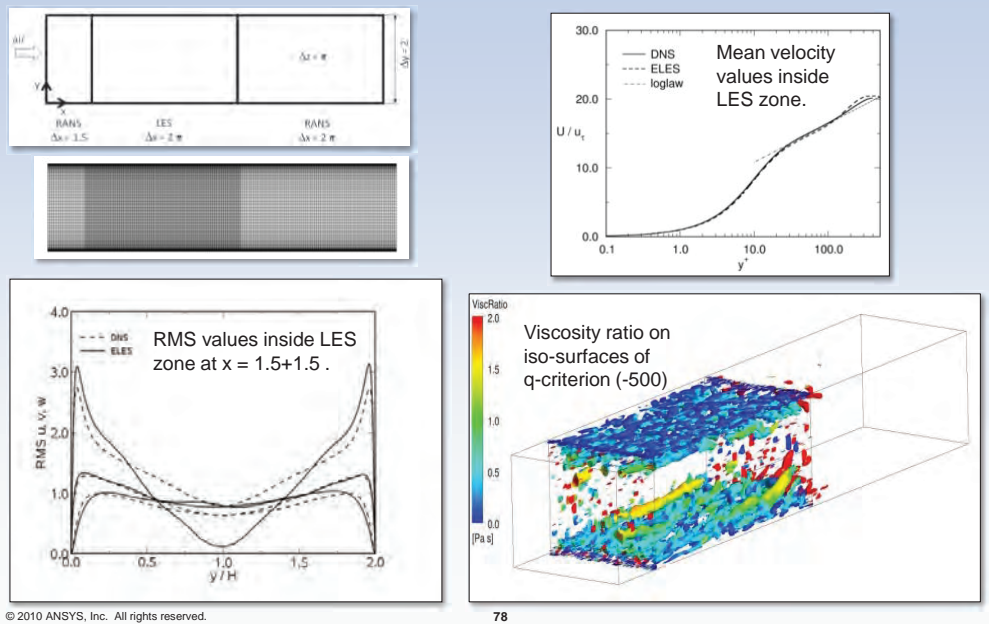 air
Y
x
Δz = π
Δy = 2
RANS
Δx = 1.5
LES
Δx = 2 π
RANS
Δx = 2 π
30.0
20.0
10.0
0.0
U / uτ
DNS
ELES
loglaw
Mean velocity
values inside
LES zone.
0.1
1.0
10.0
100.0
y+
4.0
3.0
2.0
1.0
0.0
RMS u, v, w
DNS
ELES
RMS values inside LES
zone at x = 1.5+1.5 .
0.0
0.5
1.0
1.5
2.0
y / H
ViscRatio
2.0
1.5
1.0
0.5
0.0
[Pa s]
Viscosity ratio on
iso-surfaces of
q-criterion (-500)
© 2010 ANSYS, Inc. All rights reserved.
78